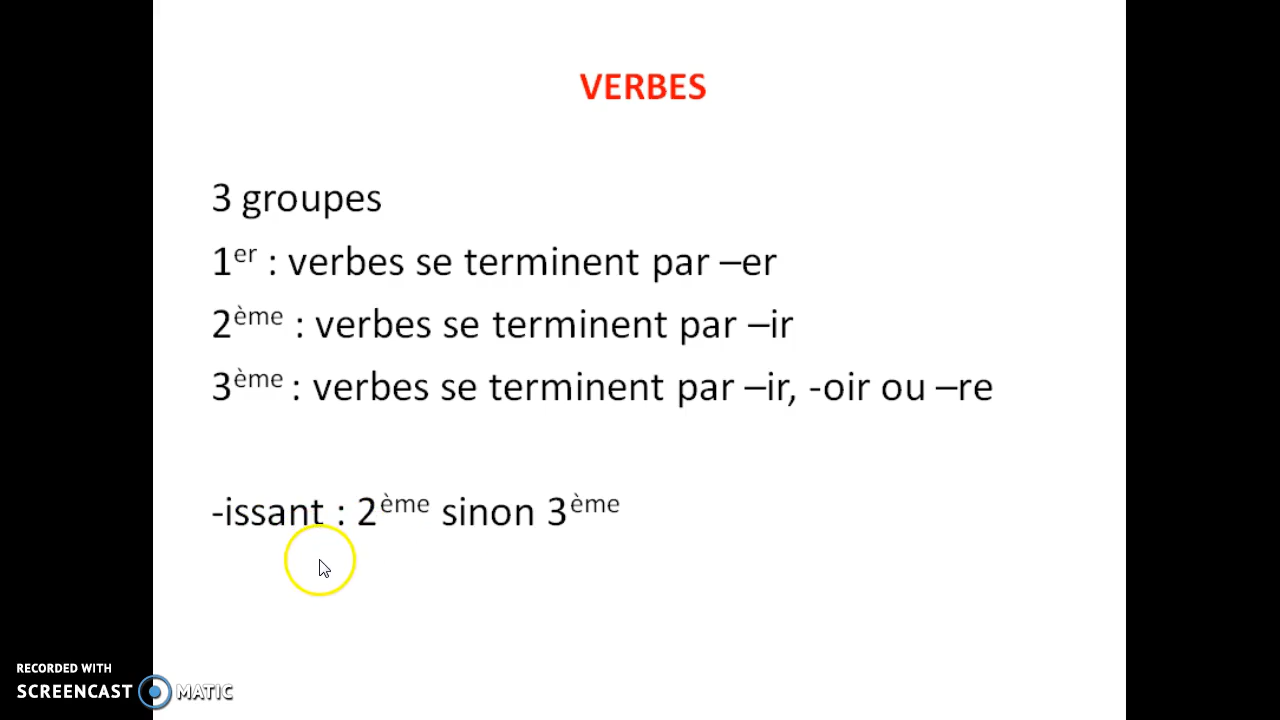 VERBES
3 groupes
1er : verbes se terminent par –er
2ème : verbes se terminent par –ir
3ème : verbes se terminent par –ir, -oir ou –re
-issant : 2ème sinon 3ème
RECORDED WITH
SCREENCAST MATIC